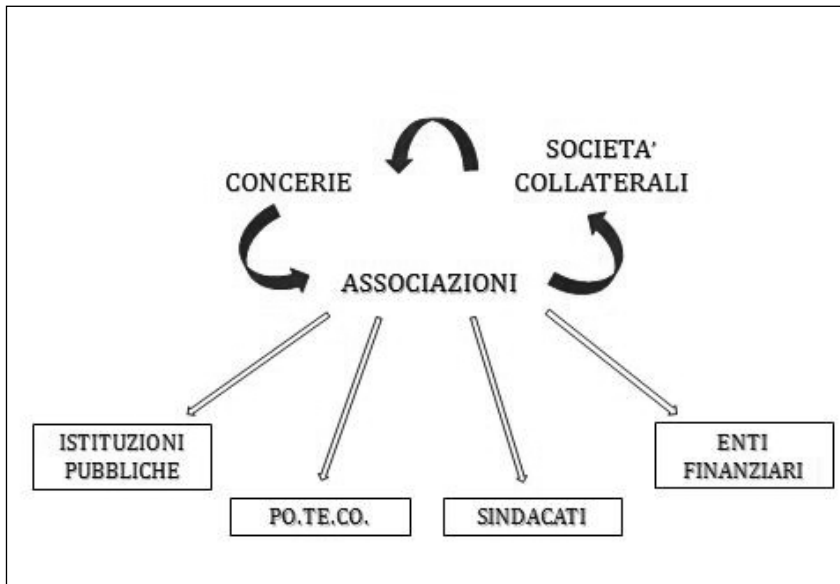 SOCIETA'
COLLATERALI
CONCERIE
ASSOCIAZIONI
ISTITUZIONI
PUBBLICHE
PO.TE.CO.
SINDACATI
ENTI
FINANZIARI